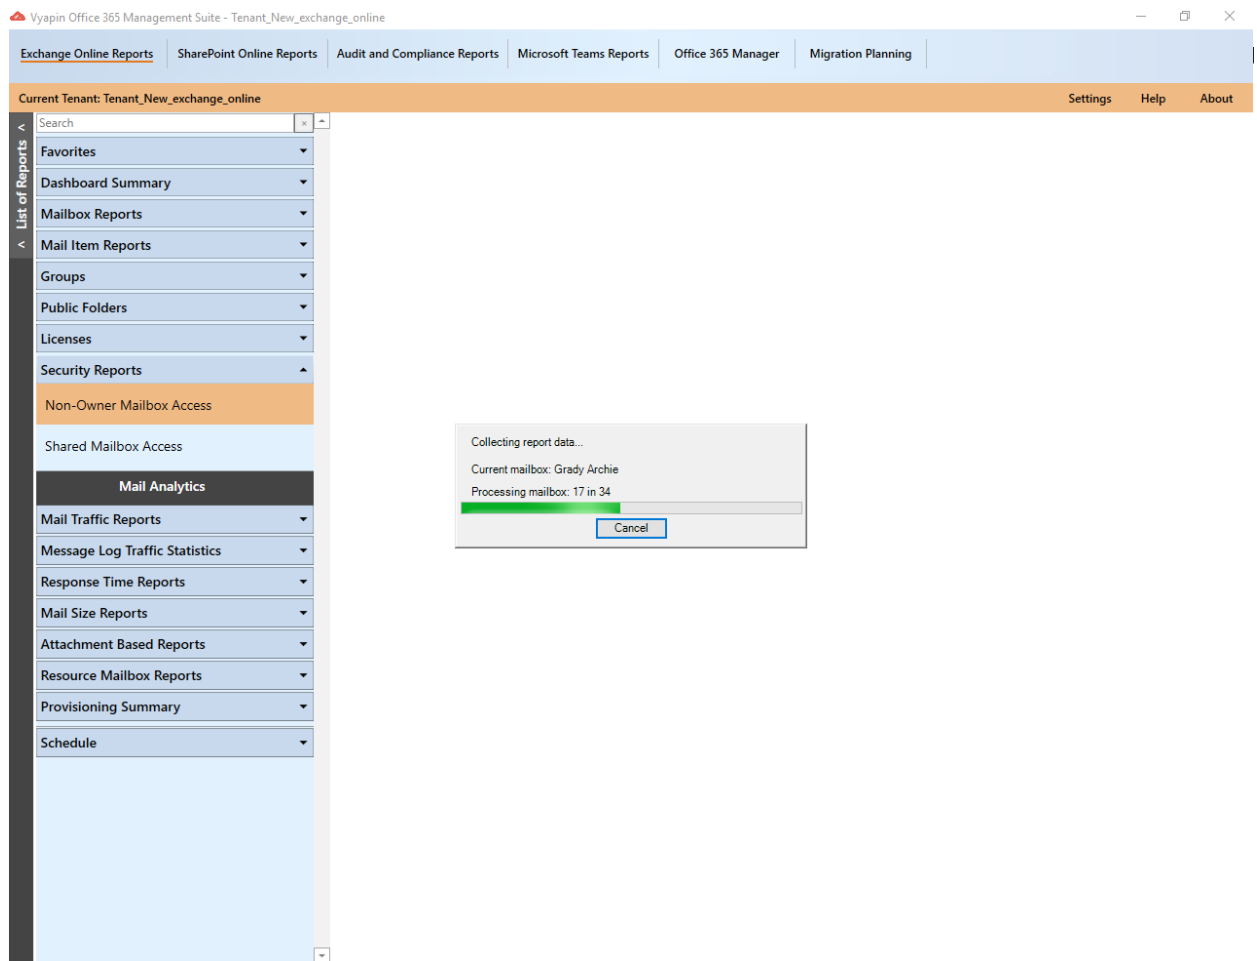 Vyapin Office 365 Management Suite - Tenant_New_exchange_online
Exchange Online Reports
SharePoint Online Reports
Audit and Compliance Reports
Microsoft Teams Reports
Office 365 Manager
Migration Planning
Current Tenant: Tenant_New_exchange_online
Settings
Help
About
< List of Reports <
Search
Favorites
Dashboard Summary
Mailbox Reports
Mail Item Reports
Groups
Public Folders
Licenses
Security Reports
Non-Owner Mailbox Access
Shared Mailbox Access
Mail Analytics
Mail Traffic Reports
Message Log Traffic Statistics
Response Time Reports
Mail Size Reports
Attachment Based Reports
Resource Mailbox Reports
Provisioning Summary
Schedule
Collecting report data...
Current mailbox: Grady Archie
Processing mailbox: 17 in 34
Cancel